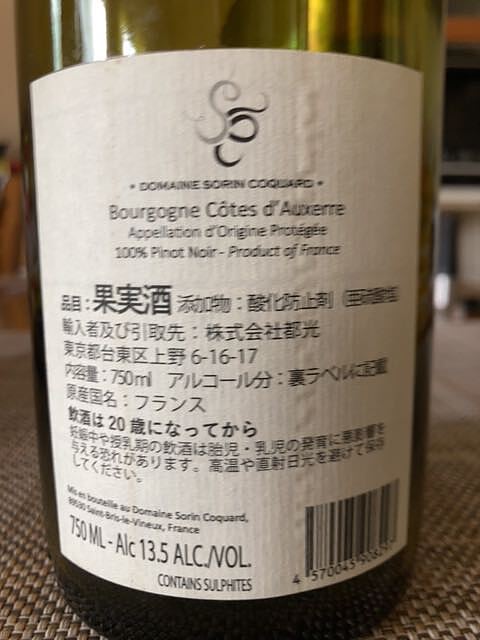 • DOMAINE SORIN COQUARD •
Bourgogne Côtes d'Auxerre
Appellation d'Origine Protégée
100% Pinot Noir - Product of France
品目：果実酒 添加物：酸化防止剤（亜硫酸塩）
輸入者及び引取先：株式会社都光
東京都台東区上野 6-16-17
内容量：750ml アルコール分：裏ラベルに記載
原産国名：フランス
飲酒は20歳になってから
妊娠中や授乳期の飲酒は胎児・乳児の発育に悪影響を
与える恐れがあります。高温や直射日光を避けて保存
してください。
Mis en bouteille au Domaine Sorin Coquard,
89530 Saint-Bris-le-Vineux, France
750 ML - Alc 13.5 ALC./VOL.
CONTAINS SULPHITES